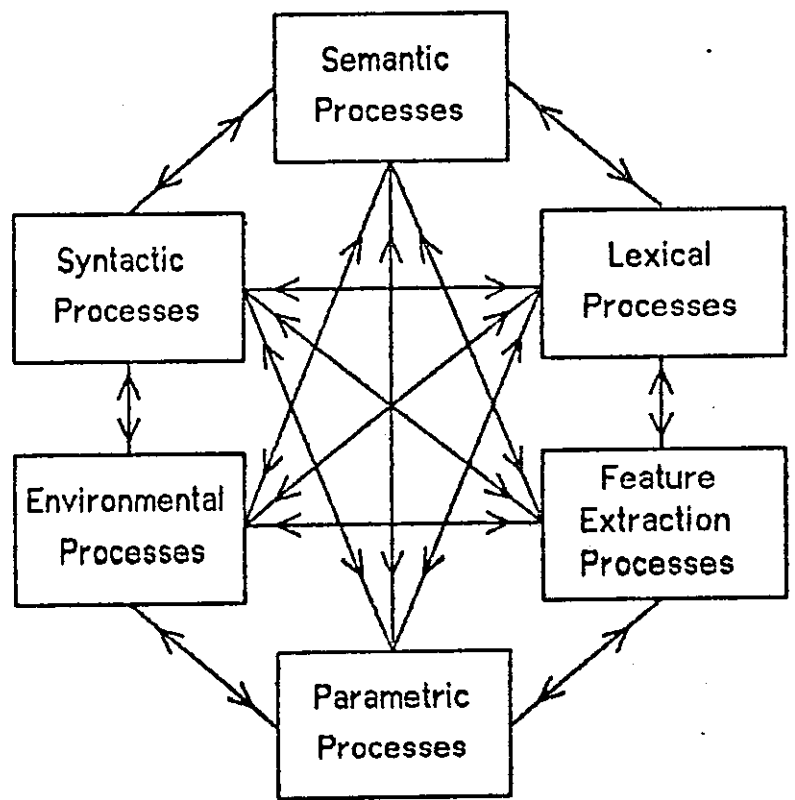 Semantic
Processes
Syntactic
Processes
Lexical
Processes
Environmental
Processes
Feature
Extraction
Processes
Parametric
Processes